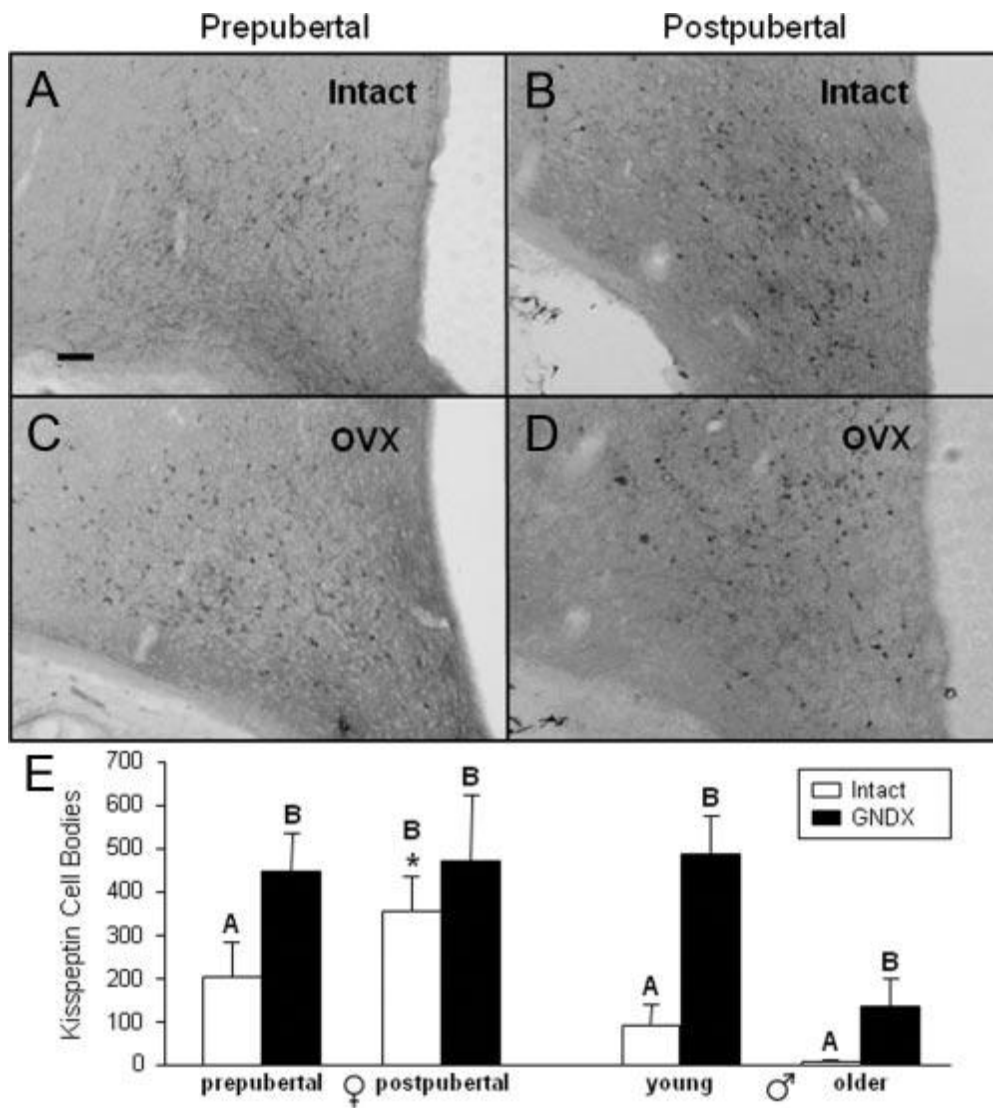 Prepubertal Postpubertal
A Intact B Intact
C OVX D OVX
E
700
600
500
400
300
200
100
0
Kisspeptin Cell Bodies
A B B * B A B A B
Intact
GNDX
prepubertal ♀ postpubertal young ♂ older